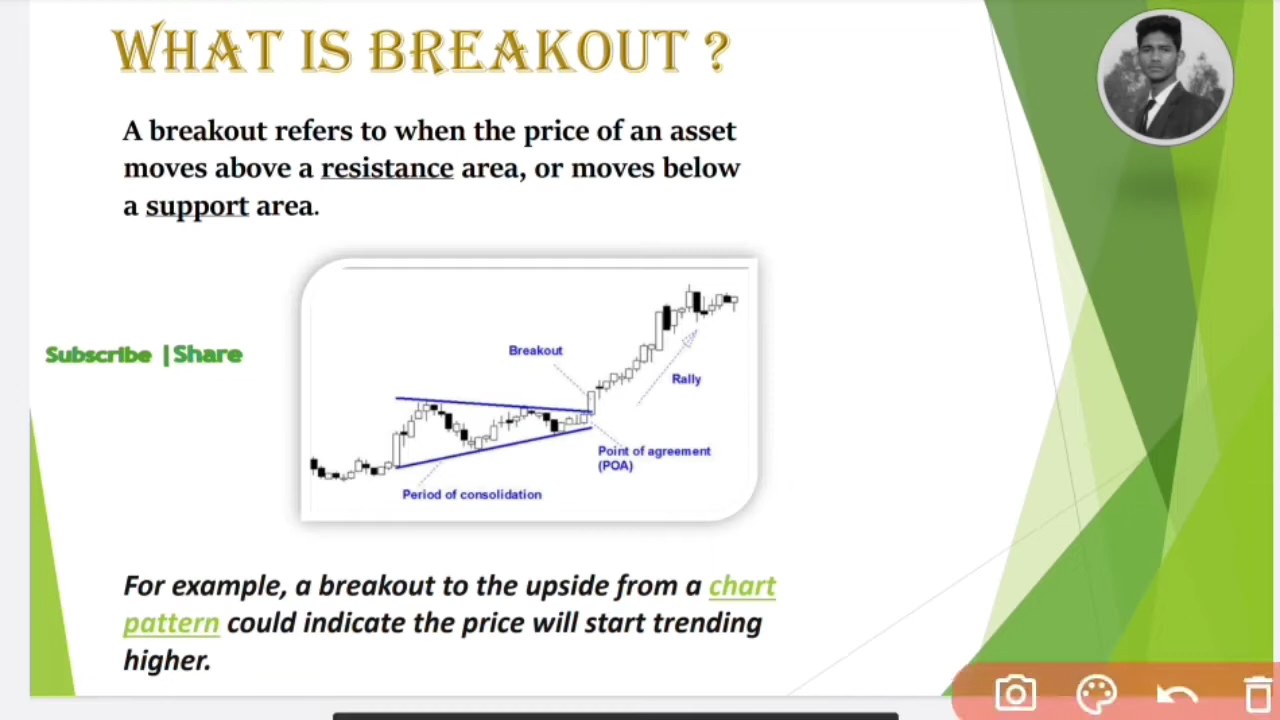 WHAT IS BREAKOUT ?
A breakout refers to when the price of an asset
moves above a resistance area, or moves below
a support area.
Subscribe | Share
Breakout
Rally
Point of agreement
(POA)
Period of consolidation
For example, a breakout to the upside from a chart
pattern could indicate the price will start trending
higher.